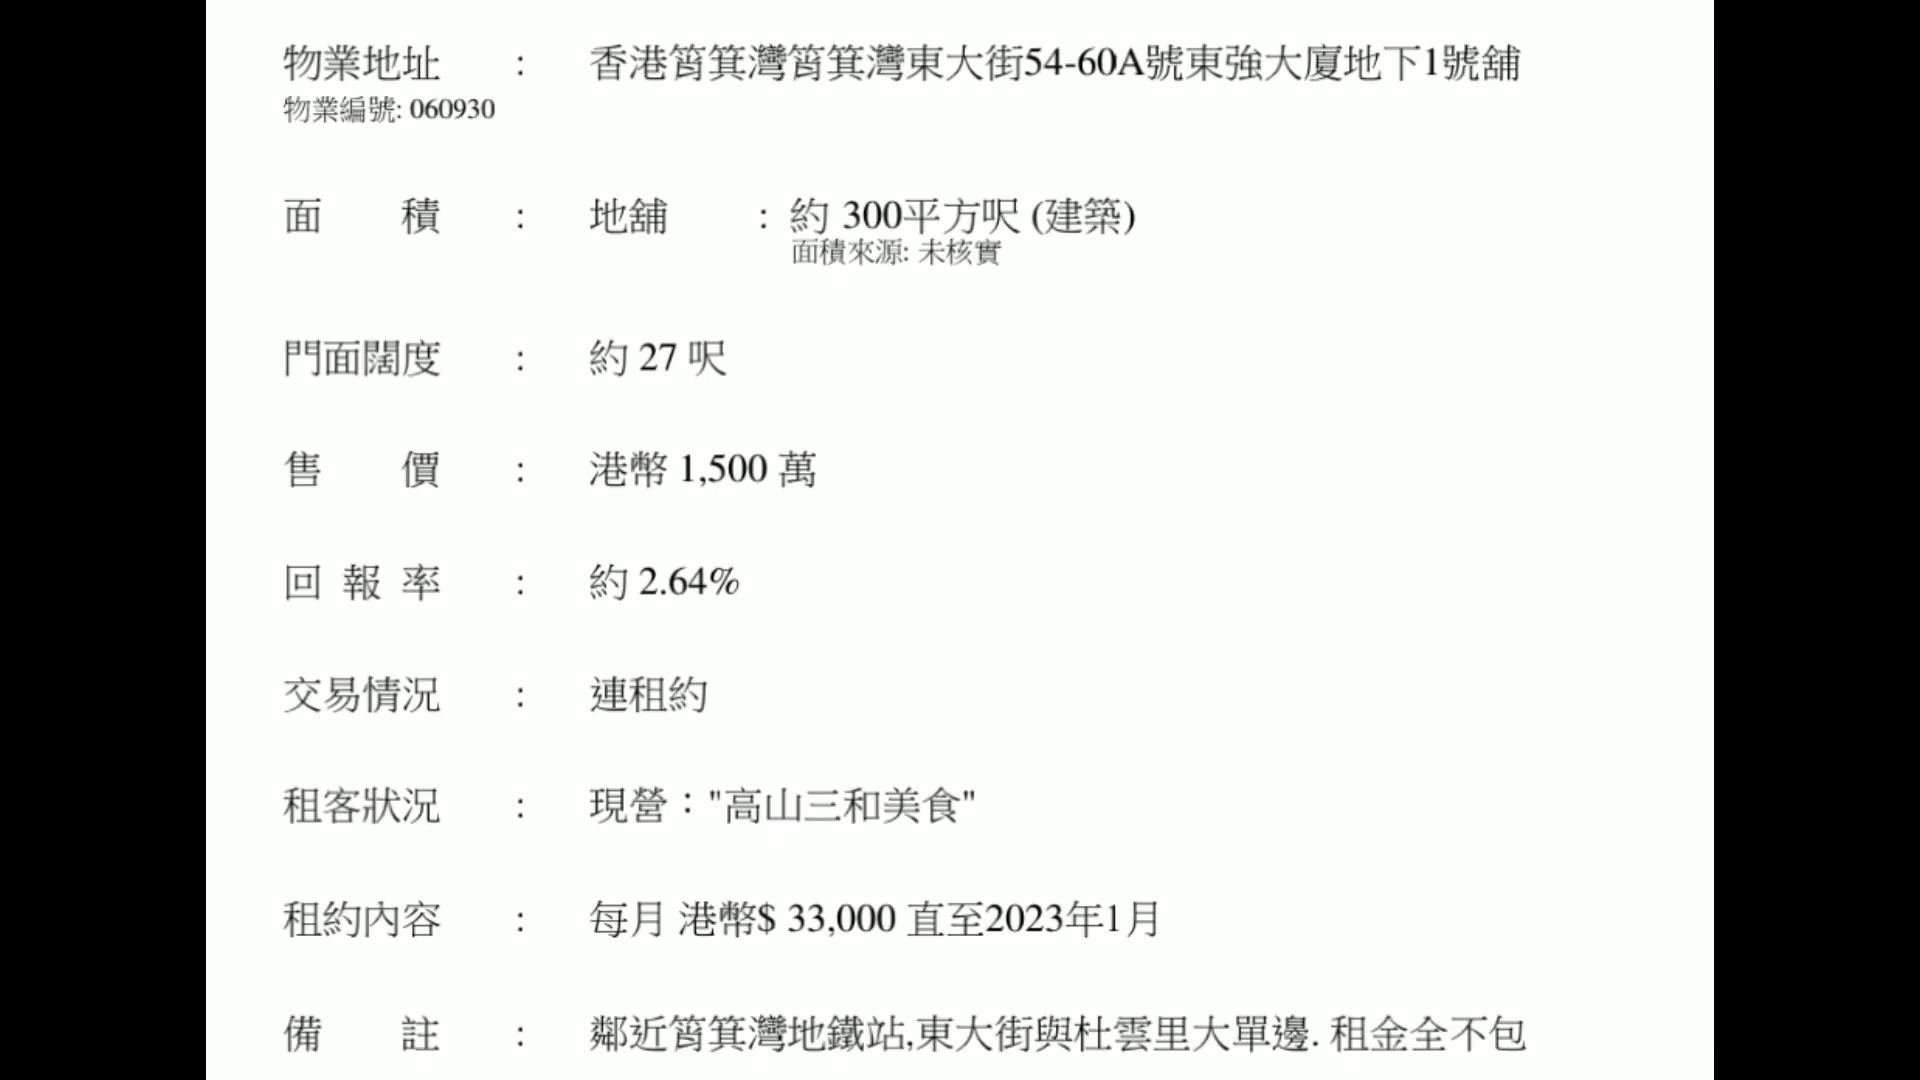 物業地址 : 香港筲箕灣筲箕灣東大街54-60A號東強大廈地下1號舖
物業編號: 060930
面 積 : 地舖 : 約 300平方呎 (建築)
面積來源: 未核實
門面闊度 : 約 27 呎
售 價 : 港幣 1,500 萬
回 報 率 : 約 2.64%
交易情況 : 連租約
租客狀況 : 現營："高山三和美食"
租約內容 : 每月 港幣$ 33,000 直至2023年1月
備 註 : 鄰近筲箕灣地鐵站,東大街與杜雲里大單邊. 租金全不包